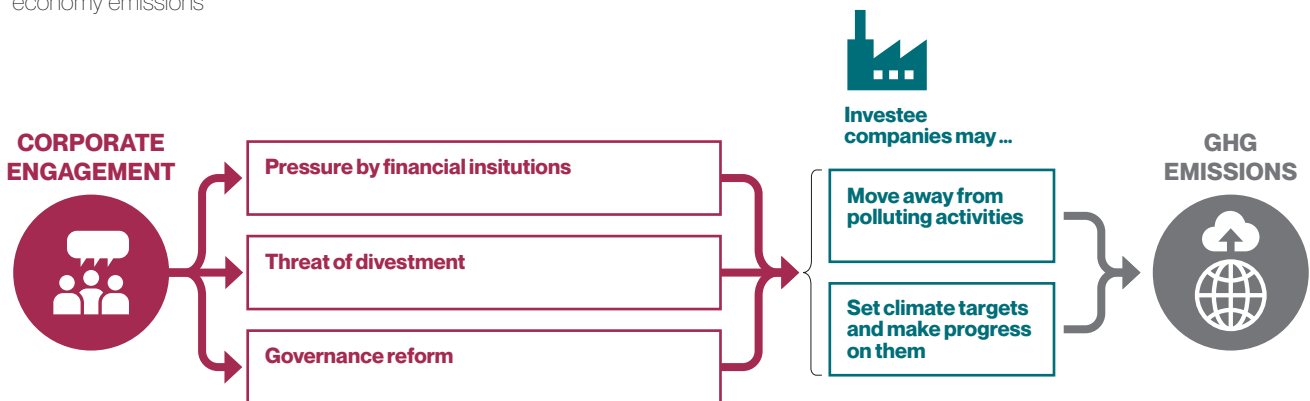 economy emissions
CORPORATE
ENGAGEMENT
Pressure by financial insitutions
Threat of divestment
Governance reform
Investee
companies may ...
Move away from
polluting activities
Set climate targets
and make progress
on them
GHG
EMISSIONS